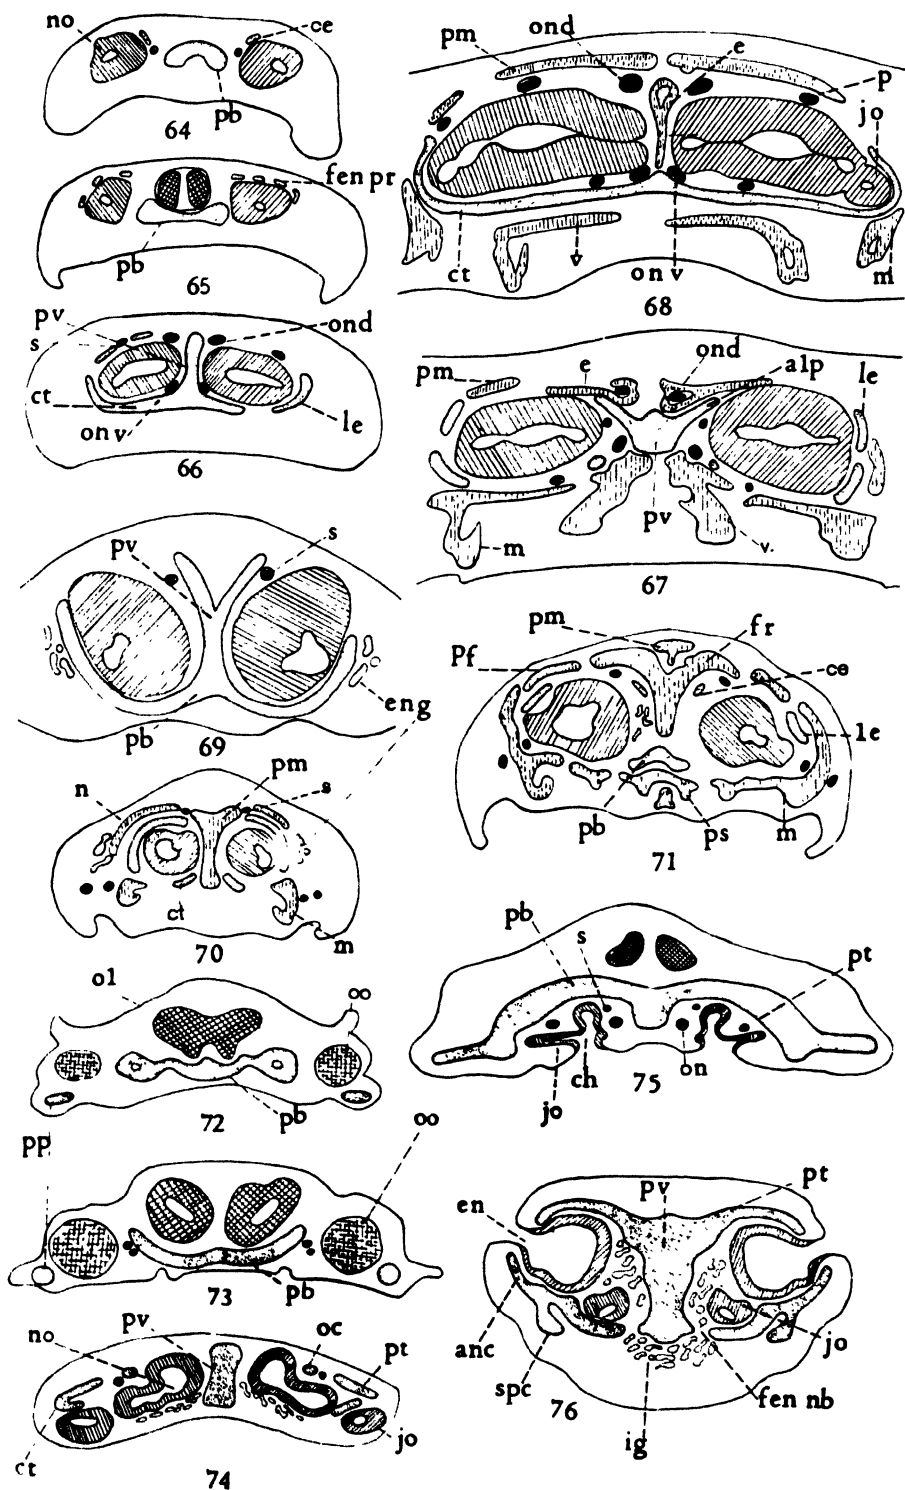 no
ce
pb
64
fen pr
pb
65
pv
s
ond
ct
onv
le
66
pm
ond
e
p
jo
ct
v
onv
m
68
pm
e
ond
alp
le
pv
m
v.
67
pv
s
eng
pb
69
n
pm
s
ct
m
70
pm
fr
Pf
ce
le
pb
ps
m
71
ol
oo
pb
72
pb
s
pt
on
ch
jo
75
pp
oo
pb
73
no
pv
oc
pt
ct
jo
74
en
pv
pt
anc
spc
jo
fen nb
ig
76